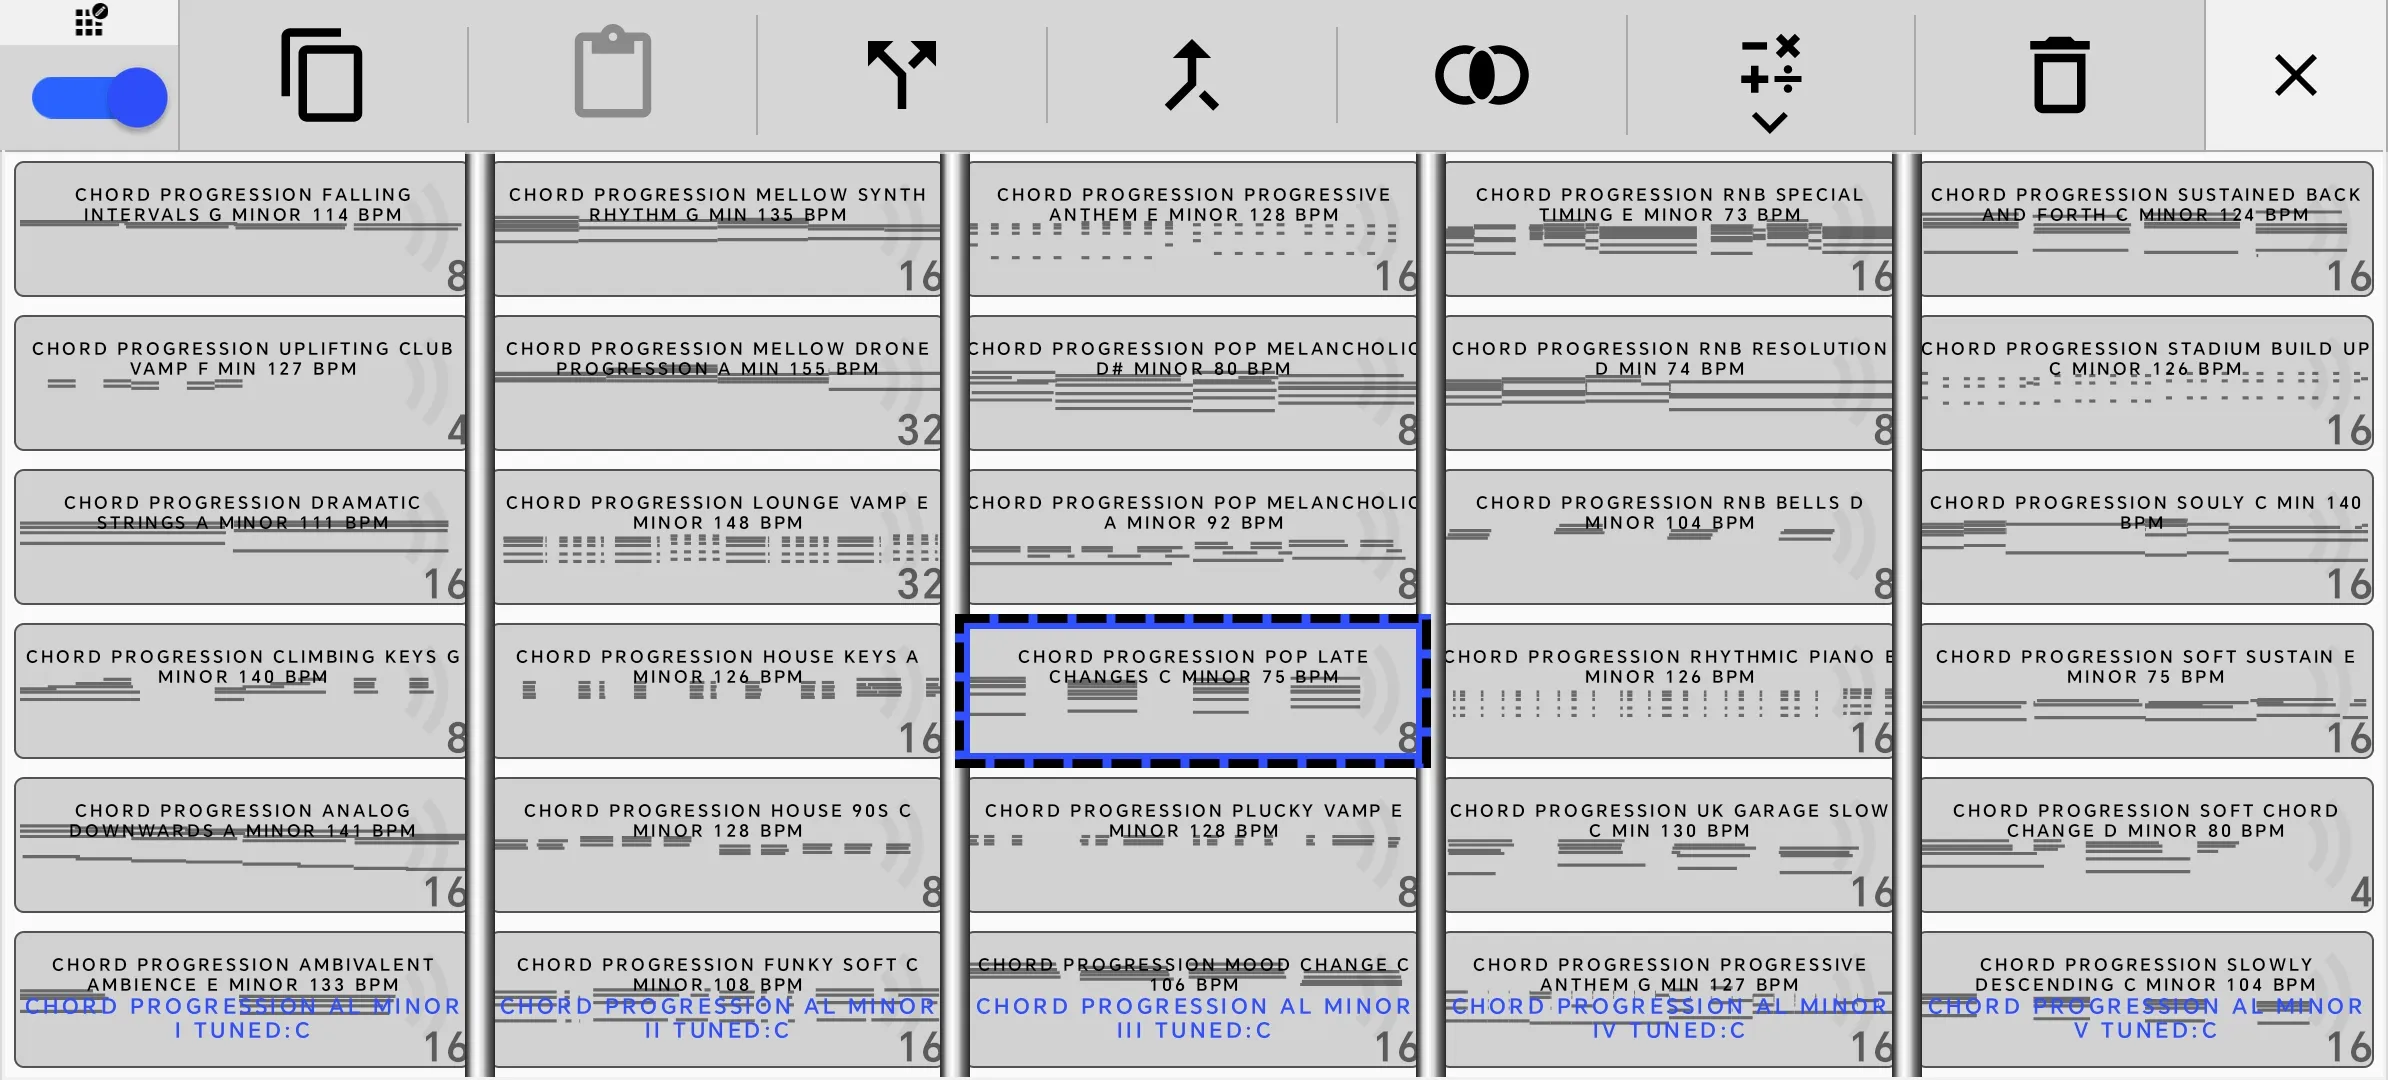 CHORD PROGRESSION FALLING
INTERVALS G MINOR 114 BPM
8
CHORD PROGRESSION MELLOW SYNTH
RHYTHM G MIN 135 BPM
16
CHORD PROGRESSION PROGRESSIVE
ANTHEM E MINOR 128 BPM
16
CHORD PROGRESSION RNB SPECIAL
TIMING E MINOR 73 BPM
16
CHORD PROGRESSION SUSTAINED BACK
AND FORTH C MINOR 124 BPM
16
CHORD PROGRESSION UPLIFTING CLUB
VAMP F MIN 127 BPM
4
CHORD PROGRESSION MELLOW DRONE
PROGRESSION A MIN 155 BPM
32
CHORD PROGRESSION POP MELANCHOLIC
D# MINOR 80 BPM
8
CHORD PROGRESSION RNB RESOLUTION
D MIN 74 BPM
8
CHORD PROGRESSION STADIUM BUILD UP
C MINOR 126 BPM
16
CHORD PROGRESSION DRAMATIC
STRINGS A MINOR 111 BPM
16
CHORD PROGRESSION LOUNGE VAMP E
MINOR 148 BPM
32
CHORD PROGRESSION POP MELANCHOLIC
A MINOR 92 BPM
8
CHORD PROGRESSION RNB BELLS D
MINOR 104 BPM
8
CHORD PROGRESSION SOULY C MIN 140
BPM
16
CHORD PROGRESSION CLIMBING KEYS G
MINOR 140 BPM
8
CHORD PROGRESSION HOUSE KEYS A
MINOR 126 BPM
16
CHORD PROGRESSION POP LATE
CHANGES C MINOR 75 BPM
8
CHORD PROGRESSION RHYTHMIC PIANO E
MINOR 126 BPM
16
CHORD PROGRESSION SOFT SUSTAIN E
MINOR 75 BPM
16
CHORD PROGRESSION ANALOG
DOWNWARDS A MINOR 141 BPM
16
CHORD PROGRESSION HOUSE 90S C
MINOR 128 BPM
8
CHORD PROGRESSION PLUCKY VAMP E
MINOR 128 BPM
8
CHORD PROGRESSION UK GARAGE SLOW
C MIN 130 BPM
16
CHORD PROGRESSION SOFT CHORD
CHANGE D MINOR 80 BPM
4
CHORD PROGRESSION AMBIVALENT
AMBIENCE E MINOR 133 BPM
CHORD PROGRESSION AL MINOR
I TUNED:C
16
CHORD PROGRESSION FUNKY SOFT C
MINOR 108 BPM
CHORD PROGRESSION AL MINOR
II TUNED:C
16
CHORD PROGRESSION MOOD CHANGE C
106 BPM
CHORD PROGRESSION AL MINOR
III TUNED:C
16
CHORD PROGRESSION PROGRESSIVE
ANTHEM G MIN 127 BPM
CHORD PROGRESSION AL MINOR
IV TUNED:C
16
CHORD PROGRESSION SLOWLY
DESCENDING C MINOR 104 BPM
CHORD PROGRESSION AL MINOR
V TUNED:C
16